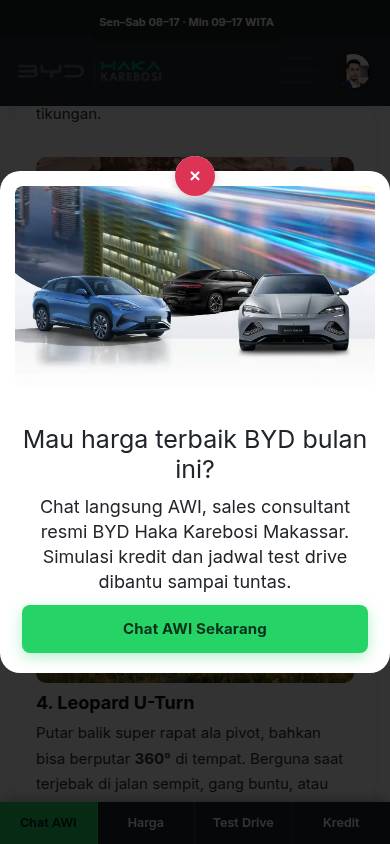 Sen–Sab 08–17 · Min 09–17 WITA
BYD
HAKA
KAREBOSI
tikungan.
×
Mau harga terbaik BYD bulan
ini?
Chat langsung AWI, sales consultant
resmi BYD Haka Karebosi Makassar.
Simulasi kredit dan jadwal test drive
dibantu sampai tuntas.
Chat AWI Sekarang
4. Leopard U-Turn
Putar balik super rapat ala pivot, bahkan
bisa berputar 360° di tempat. Berguna saat
terjebak di jalan sempit, gang buntu, atau
Chat AWI
Harga
Test Drive
Kredit